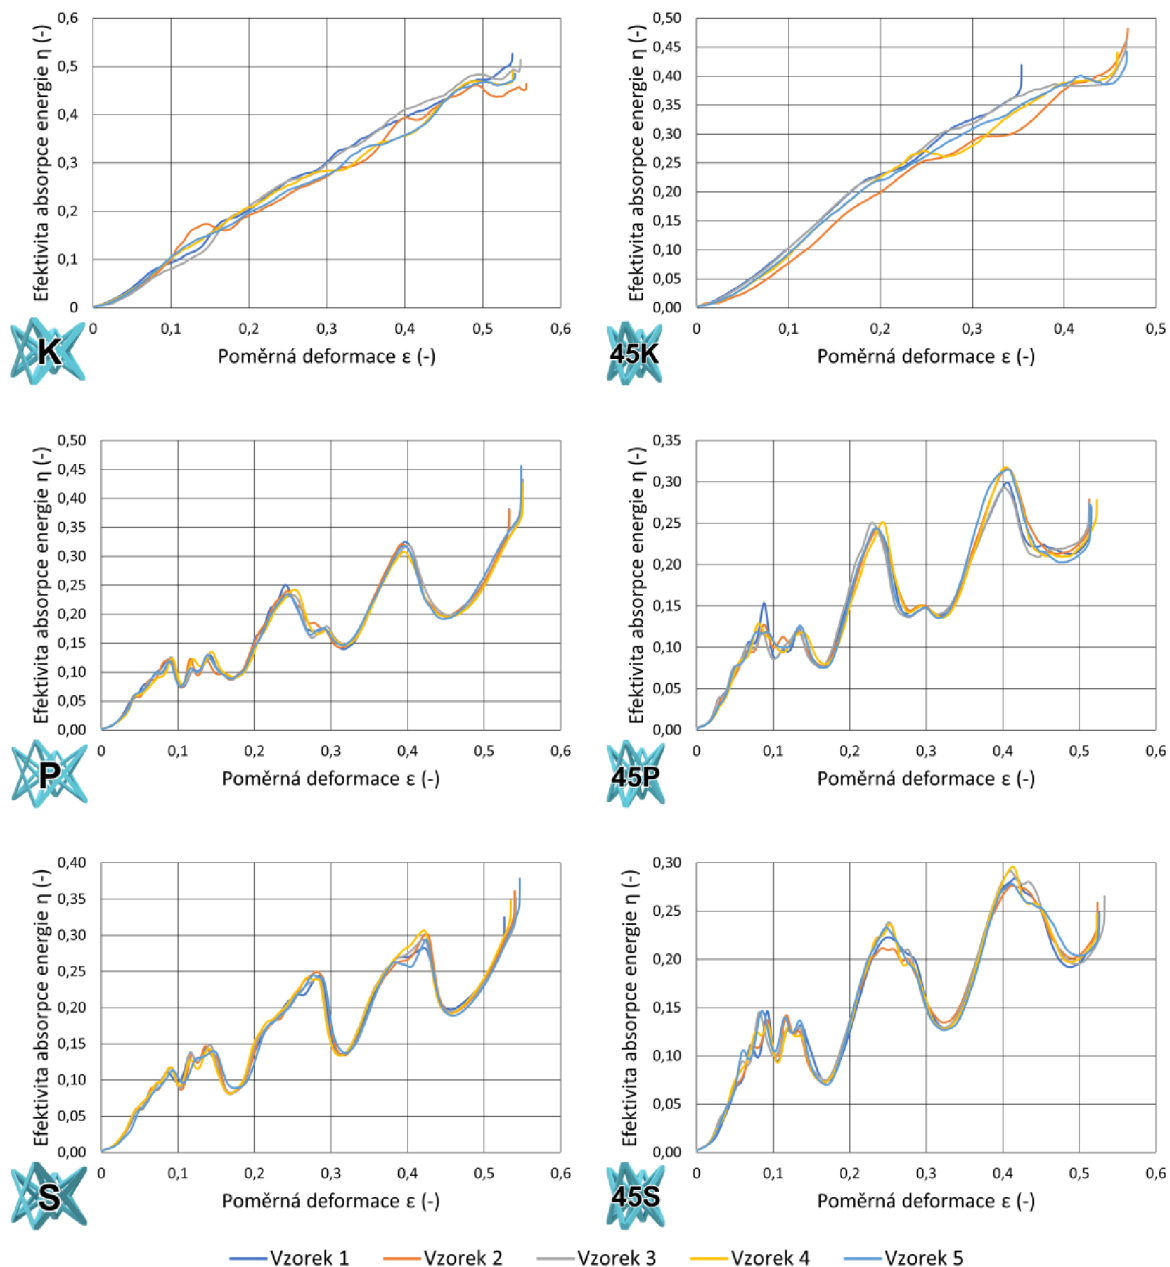 0,6
0,5
0,4
0,3
0,2
0,1
0
Efektivita absorpce energie η (-)
0 0,1 0,2 0,3 0,4 0,5 0,6
Poměrná deformace ε (-)
K
0,50
0,45
0,40
0,35
0,30
0,25
0,20
0,15
0,10
0,05
0,00
Efektivita absorpce energie η (-)
0 0,1 0,2 0,3 0,4 0,5
Poměrná deformace ε (-)
45K
0,50
0,45
0,40
0,35
0,30
0,25
0,20
0,15
0,10
0,05
0,00
Efektivita absorpce energie η (-)
0 0,1 0,2 0,3 0,4 0,5 0,6
Poměrná deformace ε (-)
P
0,35
0,30
0,25
0,20
0,15
0,10
0,05
0,00
Efektivita absorpce energie η (-)
0 0,1 0,2 0,3 0,4 0,5 0,6
Poměrná deformace ε (-)
45P
0,40
0,35
0,30
0,25
0,20
0,15
0,10
0,05
0,00
Efektivita absorpce energie η (-)
0 0,1 0,2 0,3 0,4 0,5 0,6
Poměrná deformace ε (-)
S
0,30
0,25
0,20
0,15
0,10
0,05
0,00
Efektivita absorpce energie η (-)
0 0,1 0,2 0,3 0,4 0,5 0,6
Poměrná deformace ε (-)
45S
Vzorek 1 Vzorek 2 Vzorek 3 Vzorek 4 Vzorek 5